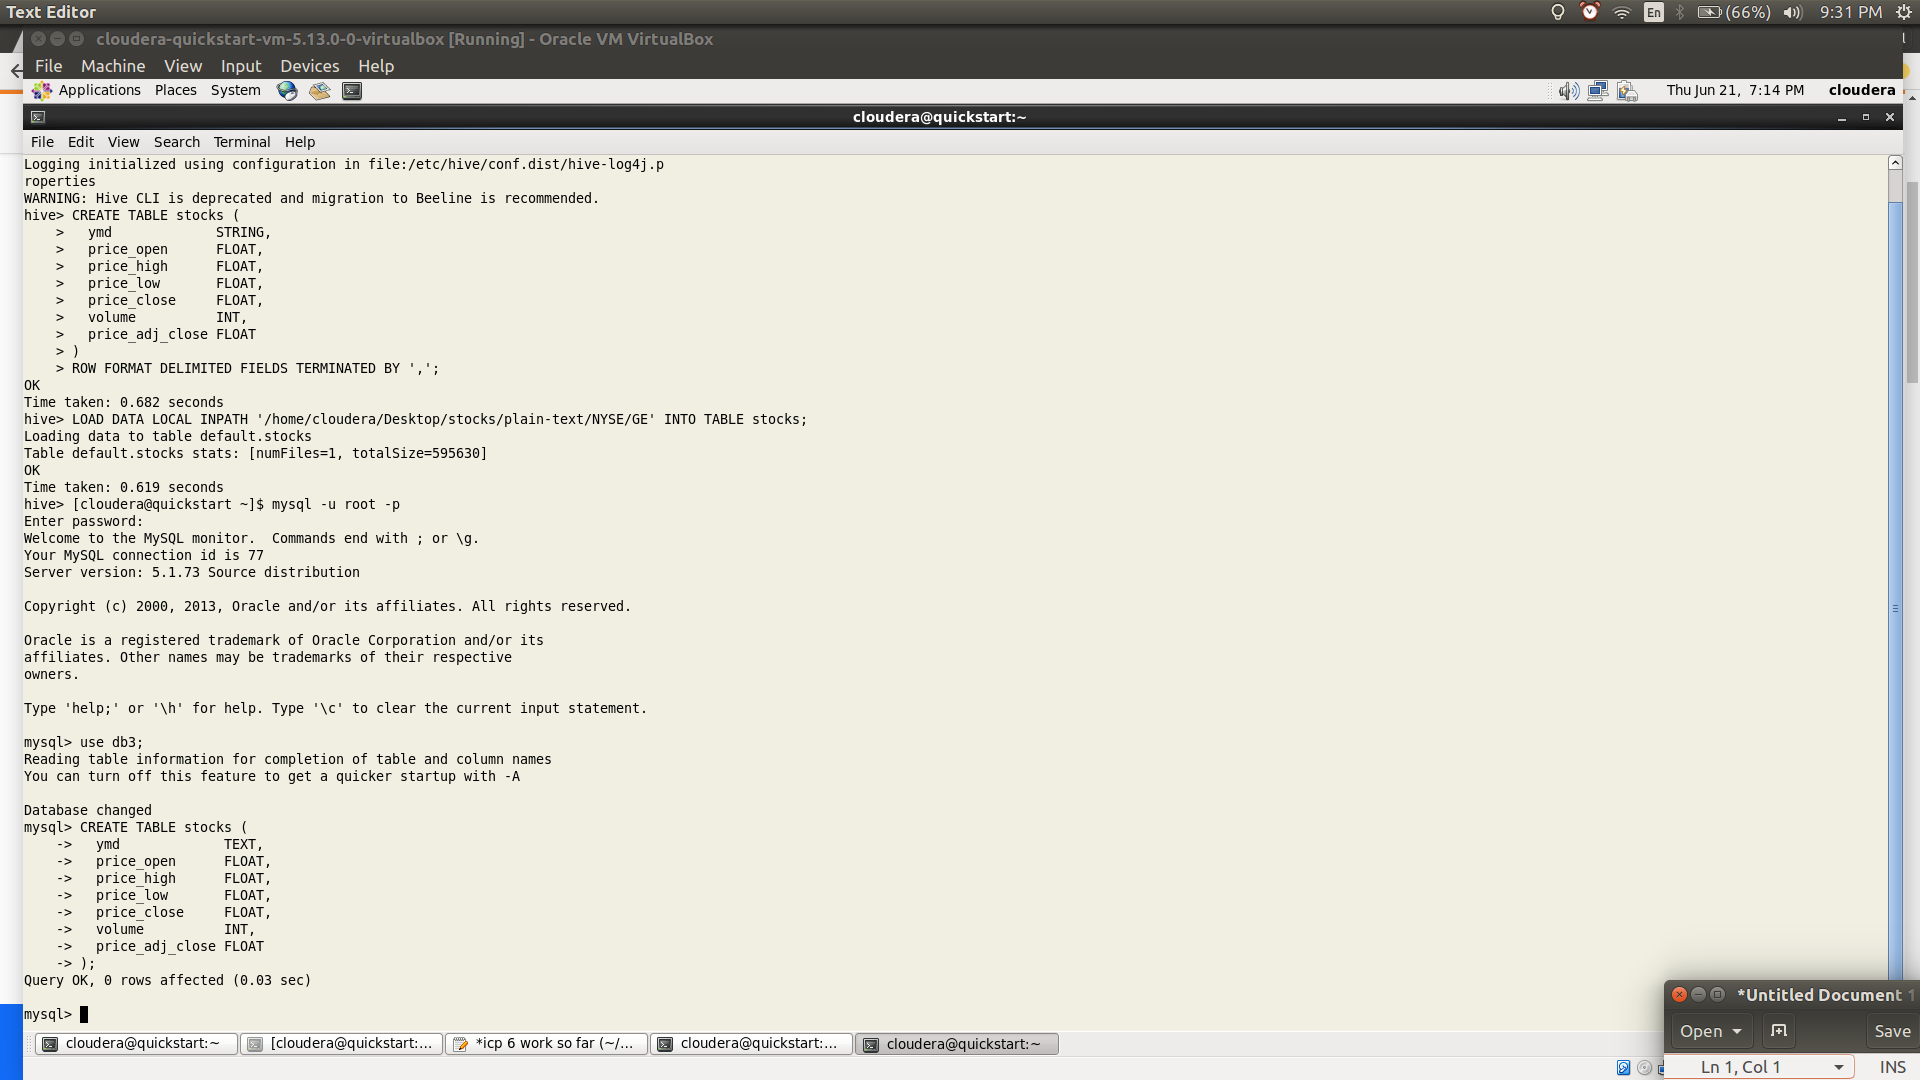 Text Editor
En (66%) 9:31 PM
cloudera-quickstart-vm-5.13.0-0-virtualbox [Running] - Oracle VM VirtualBox
File Machine View Input Devices Help
Applications Places System Thu Jun 21, 7:14 PM cloudera
cloudera@quickstart:~
File Edit View Search Terminal Help
Logging initialized using configuration in file:/etc/hive/conf.dist/hive-log4j.p
roperties
WARNING: Hive CLI is deprecated and migration to Beeline is recommended.
hive> CREATE TABLE stocks (
    >   ymd             STRING,
    >   price_open      FLOAT,
    >   price_high      FLOAT,
    >   price_low       FLOAT,
    >   price_close     FLOAT,
    >   volume          INT,
    >   price_adj_close FLOAT
    > )
    > ROW FORMAT DELIMITED FIELDS TERMINATED BY ',';
OK
Time taken: 0.682 seconds
hive> LOAD DATA LOCAL INPATH '/home/cloudera/Desktop/stocks/plain-text/NYSE/GE' INTO TABLE stocks;
Loading data to table default.stocks
Table default.stocks stats: [numFiles=1, totalSize=595630]
OK
Time taken: 0.619 seconds
hive> [cloudera@quickstart ~]$ mysql -u root -p
Enter password:
Welcome to the MySQL monitor.  Commands end with ; or \g.
Your MySQL connection id is 77
Server version: 5.1.73 Source distribution
Copyright (c) 2000, 2013, Oracle and/or its affiliates. All rights reserved.
Oracle is a registered trademark of Oracle Corporation and/or its
affiliates. Other names may be trademarks of their respective
owners.
Type 'help;' or '\h' for help. Type '\c' to clear the current input statement.
mysql> use db3;
Reading table information for completion of table and column names
You can turn off this feature to get a quicker startup with -A
Database changed
mysql> CREATE TABLE stocks (
    ->   ymd             TEXT,
    ->   price_open      FLOAT,
    ->   price_high      FLOAT,
    ->   price_low       FLOAT,
    ->   price_close     FLOAT,
    ->   volume          INT,
    ->   price_adj_close FLOAT
    -> );
Query OK, 0 rows affected (0.03 sec)
mysql>
*Untitled Document 1
Open Save
cloudera@quickstart:~ [cloudera@quickstart:... *icp 6 work so far (~/... cloudera@quickstart:... cloudera@quickstart:~
Ln 1, Col 1 INS